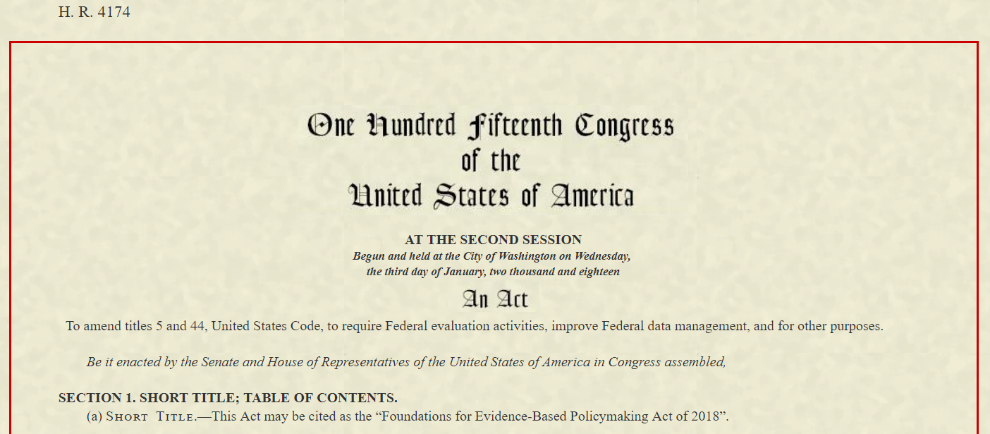 H. R. 4174
One Hundred Fifteenth Congress
of the
United States of America
AT THE SECOND SESSION
Begun and held at the City of Washington on Wednesday,
the third day of January, two thousand and eighteen
An Act
To amend titles 5 and 44, United States Code, to require Federal evaluation activities, improve Federal data management, and for other purposes.
Be it enacted by the Senate and House of Representatives of the United States of America in Congress assembled,
SECTION 1. SHORT TITLE; TABLE OF CONTENTS.
(a) SHORT TITLE.—This Act may be cited as the “Foundations for Evidence-Based Policymaking Act of 2018”.